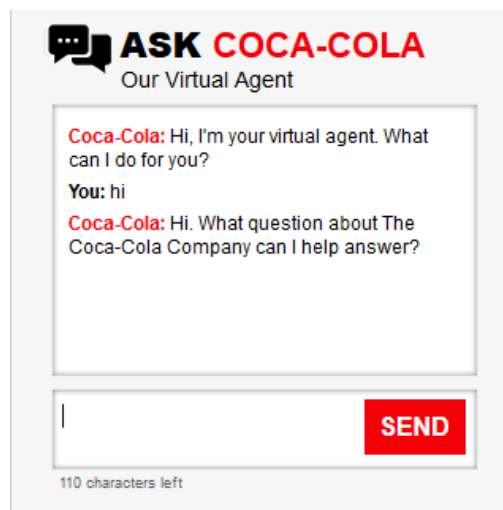 ASK COCA-COLA
Our Virtual Agent
Coca-Cola: Hi, I'm your virtual agent. What
can I do for you?
You: hi
Coca-Cola: Hi. What question about The
Coca-Cola Company can I help answer?
SEND
110 characters left